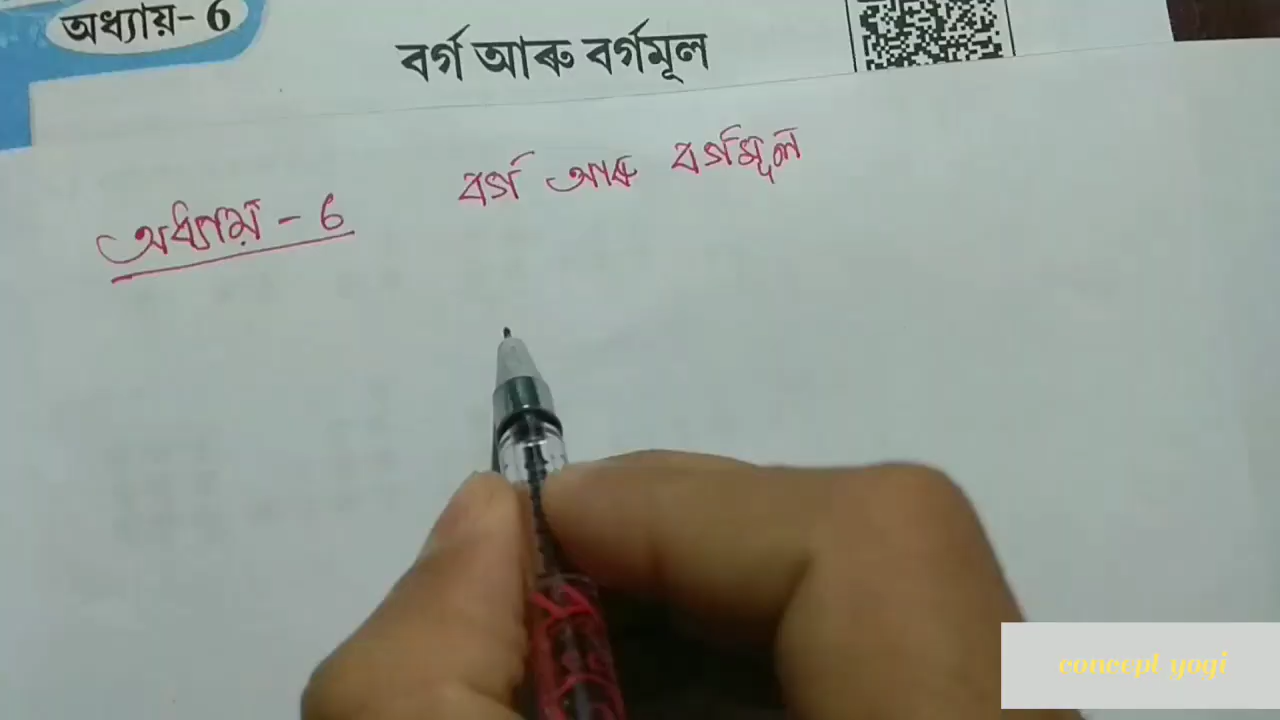 অধ্যায়- 6
বৰ্গ আৰু বৰ্গমূল
বৰ্গ আৰু বৰ্গমূল
অধ্যায় - 6
concept yogi